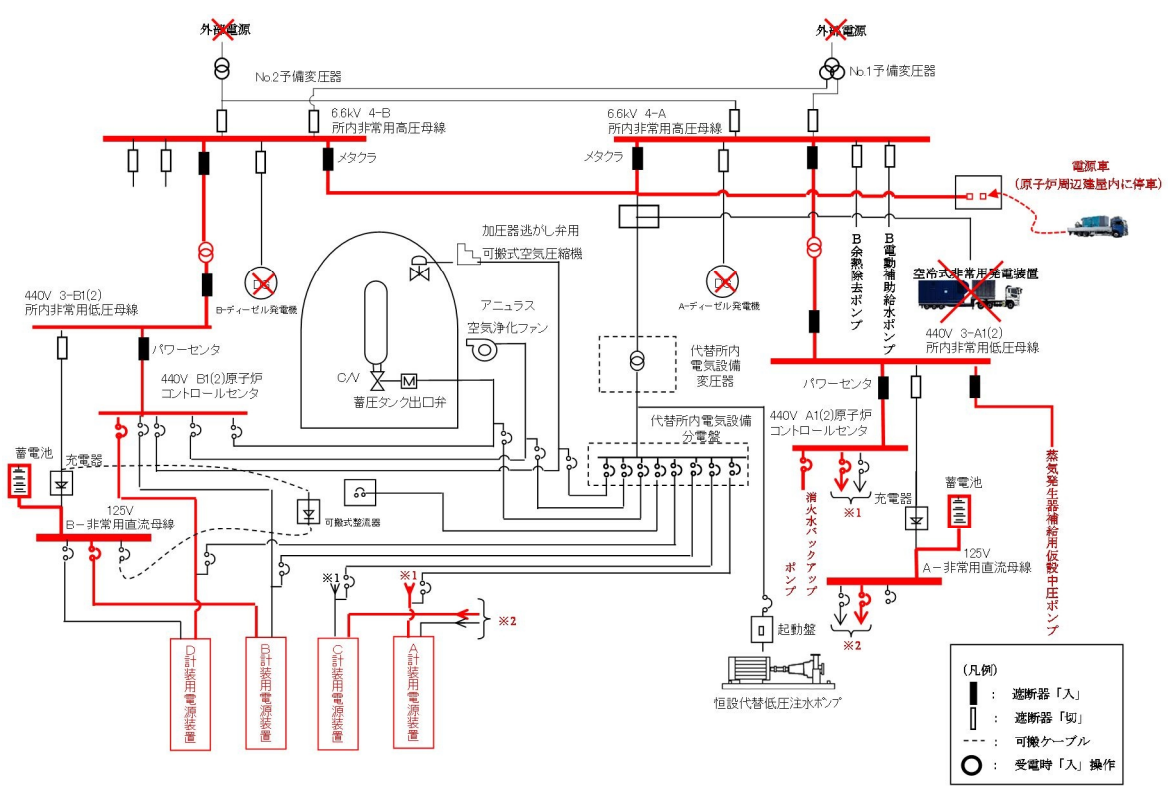 外部電源
外部電源
No.2予備変圧器
No.1予備変圧器
6.6kV 4-B
所内非常用高圧母線
6.6kV 4-A
所内非常用高圧母線
メタクラ
メタクラ
電源車
(原子炉周辺建屋内に停車)
加圧器逃がし弁用
可搬式空気圧縮機
B余熱除去ポンプ
B電動補助給水ポンプ
空冷式非常用発電装置
DG
B-ディーゼル発電機
DG
A-ディーゼル発電機
440V 3-B1(2)
所内非常用低圧母線
アニュラス
空気浄化ファン
440V 3-A1(2)
所内非常用低圧母線
パワーセンタ
代替所内
電気設備
変圧器
パワーセンタ
440V B1(2)原子炉
コントロールセンタ
C/V
M
蓄圧タンク出口弁
代替所内電気設備
分電盤
440V A1(2)原子炉
コントロールセンタ
蓄電池
充電器
可搬式整流器
125V
B-非常用直流母線
消火水バックアップ
ポンプ
※1
充電器
蓄電池
蒸気発生器補給用仮設中圧ポンプ
125V
A-非常用直流母線
※1
※1
※2
※2
起動盤
D計装用電源装置
B計装用電源装置
C計装用電源装置
A計装用電源装置
恒設代替低圧注水ポンプ
(凡例)
: 遮断器「入」
: 遮断器「切」
: 可搬ケーブル
: 受電時「入」操作